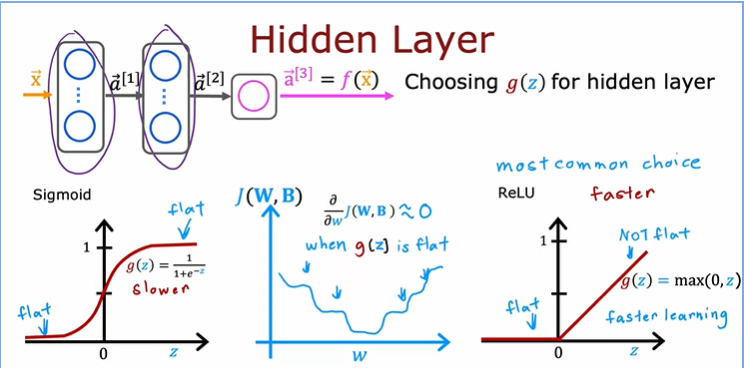 Hidden Layer
x⃗
a⃗^[1]
a⃗^[2]
a⃗^[3] = f(x⃗)
Choosing g(z) for hidden layer
Sigmoid
flat
1
g(z) = 1/(1+e^-z)
slower
flat
0
z
J(W, B)
∂/∂w J(W, B) ≈ 0
when g(z) is flat
w
most common choice
ReLU
faster
1
NOT flat
g(z) = max(0, z)
flat
faster learning
0
z